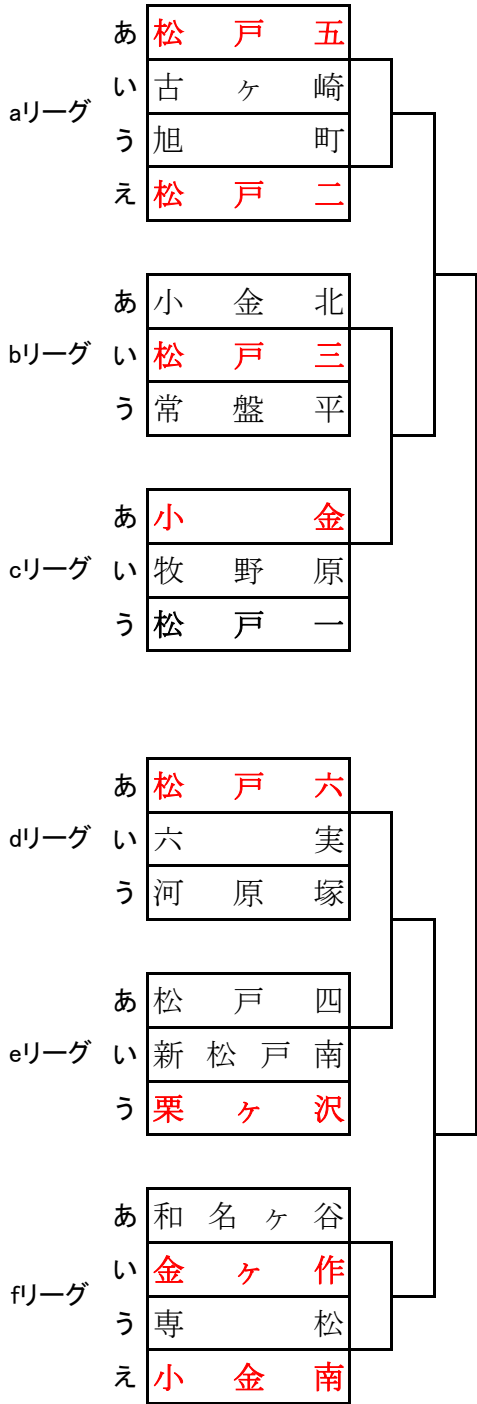 あ 松戸五
い 古ヶ崎
aリーグ
う 旭町
え 松戸二
あ 小金北
bリーグ い 松戸三
う 常盤平
あ 小金
cリーグ い 牧野原
う 松戸一
あ 松戸六
dリーグ い 六実
う 河原塚
あ 松戸四
eリーグ い 新松戸南
う 栗ヶ沢
あ 和名ヶ谷
い 金ヶ作
fリーグ
う 専松
え 小金南